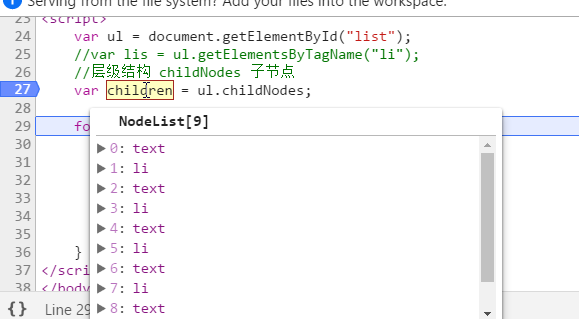 Serving from the file system? Add your files into the workspace.
23 <script>
24 var ul = document.getElementById("list");
25 //var lis = ul.getElementsByTagName("li");
26 //层级结构 childNodes 子节点
27 var children = ul.childNodes;
28
29 fo
30
31
32
33
34
35
36 }
37 </scri
38 </body
NodeList[9]
0: text
1: li
2: text
3: li
4: text
5: li
6: text
7: li
8: text
{} Line 29